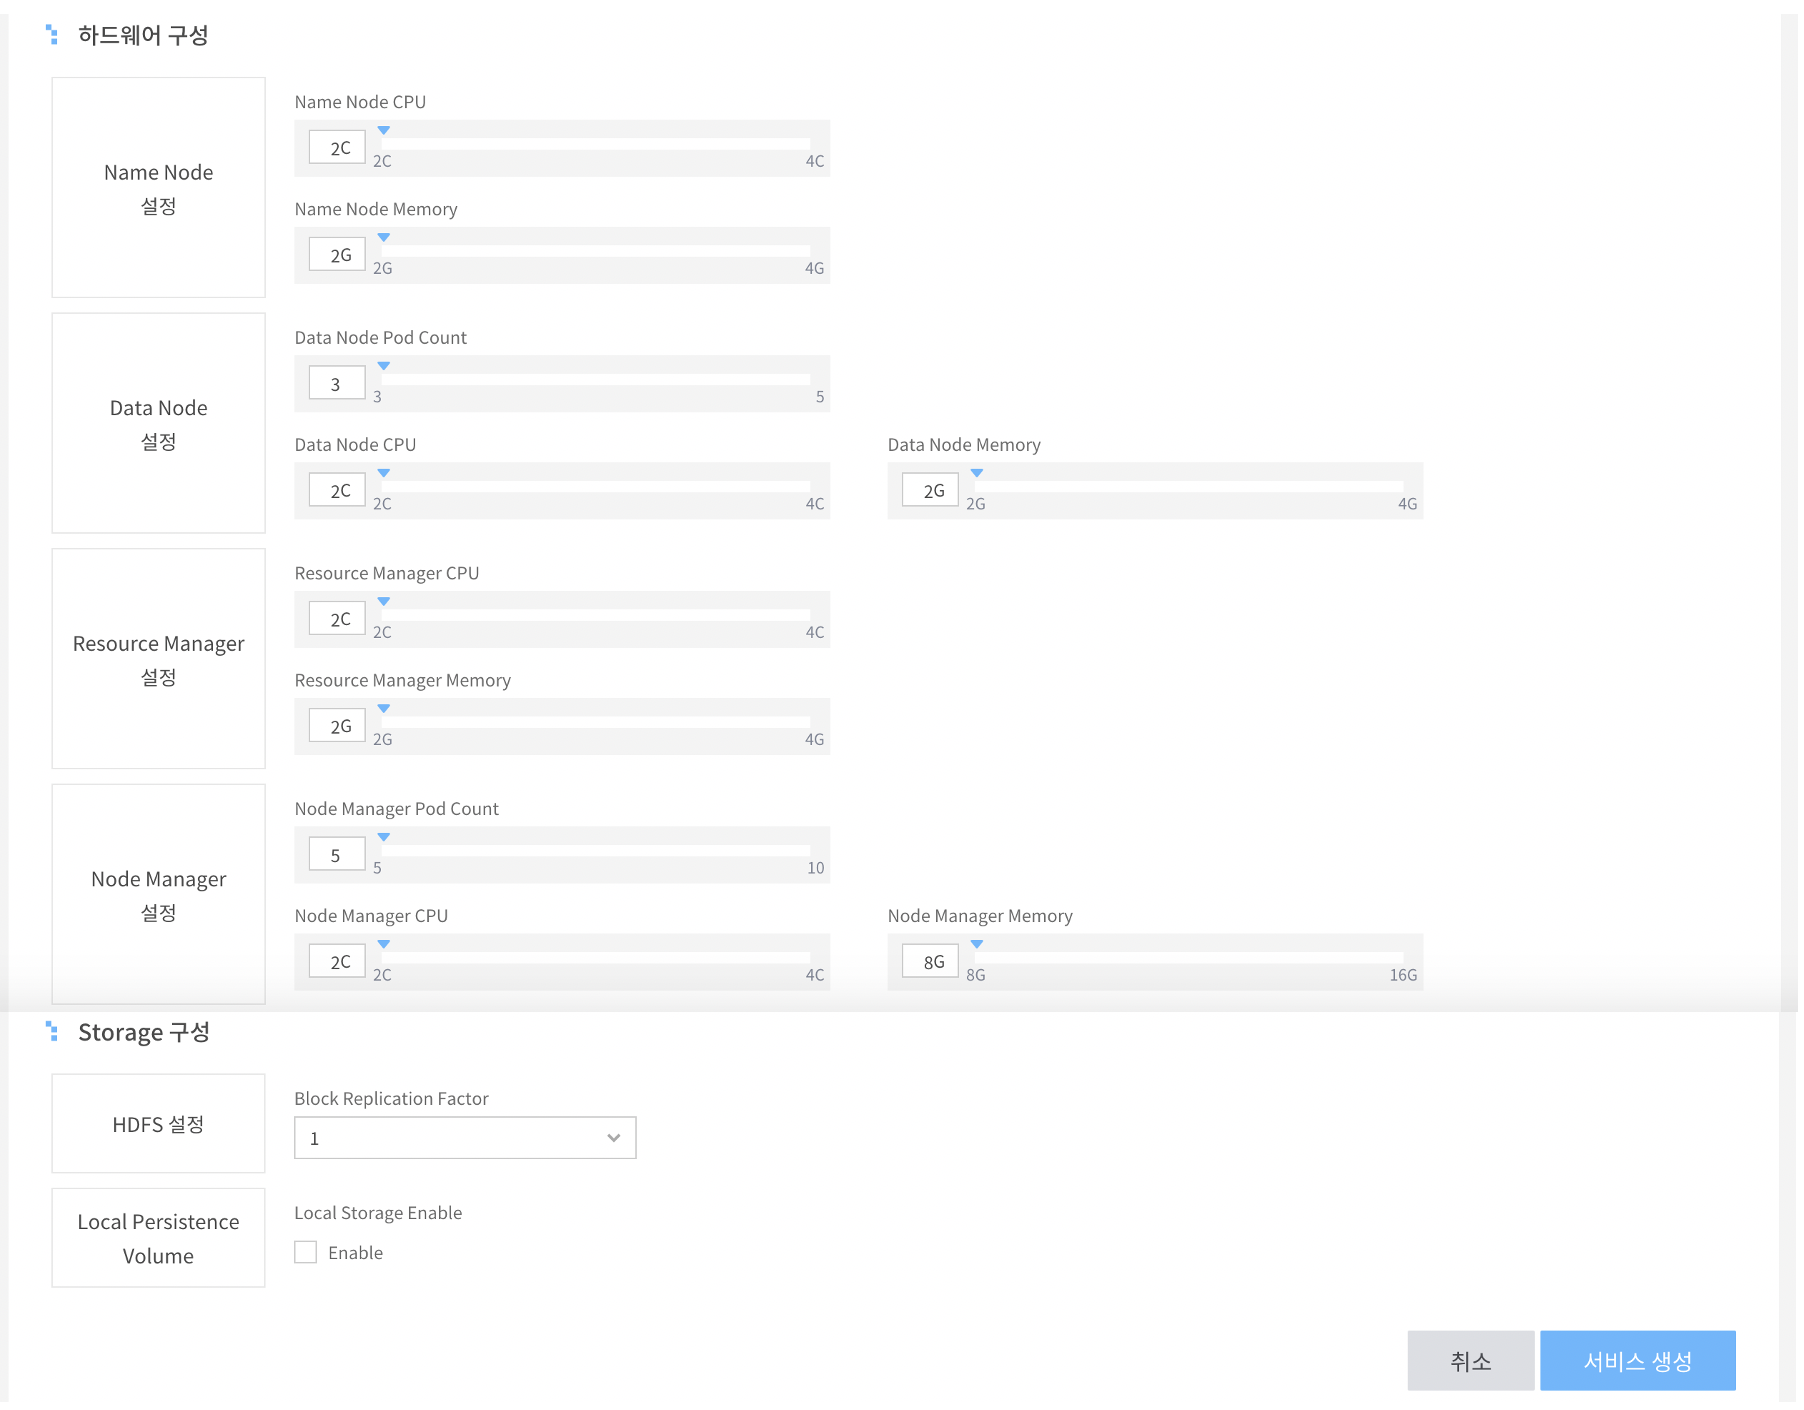 하드웨어 구성
Name Node
설정
Name Node CPU
2C
2C
4C
Name Node Memory
2G
2G
4G
Data Node
설정
Data Node Pod Count
3
3
5
Data Node CPU
2C
2C
4C
Data Node Memory
2G
2G
4G
Resource Manager
설정
Resource Manager CPU
2C
2C
4C
Resource Manager Memory
2G
2G
4G
Node Manager
설정
Node Manager Pod Count
5
5
10
Node Manager CPU
2C
2C
4C
Node Manager Memory
8G
8G
16G
Storage 구성
HDFS 설정
Block Replication Factor
1
Local Persistence
Volume
Local Storage Enable
Enable
취소
서비스 생성